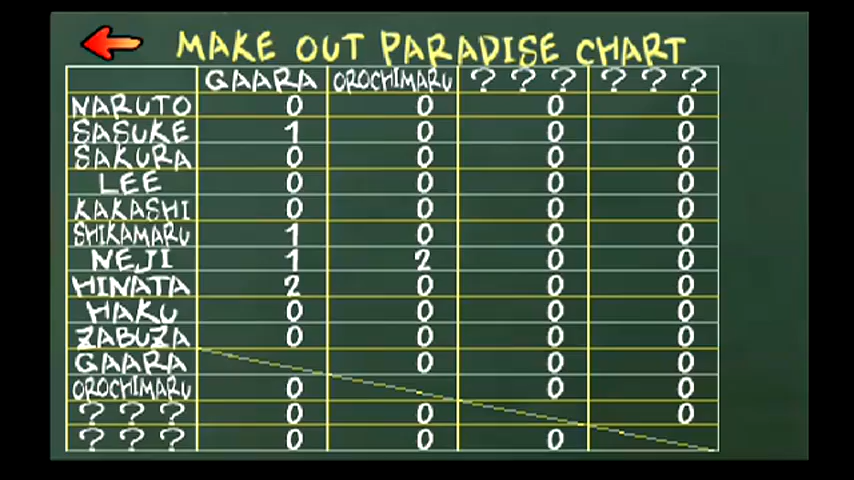 MAKE OUT PARADISE CHART
GAARA OROCHIMARU ? ? ? ? ? ?
NARUTO 0 0 0 0
SASUKE 1 0 0 0
SAKURA 0 0 0 0
LEE 0 0 0 0
KAKASHI 0 0 0 0
SHIKAMARU 1 0 0 0
NEJI 1 2 0 0
HINATA 2 0 0 0
HAKU 0 0 0 0
ZABUZA 0 0 0 0
GAARA 0 0 0
OROCHIMARU 0 0 0
? ? ? 0 0 0
? ? ? 0 0 0